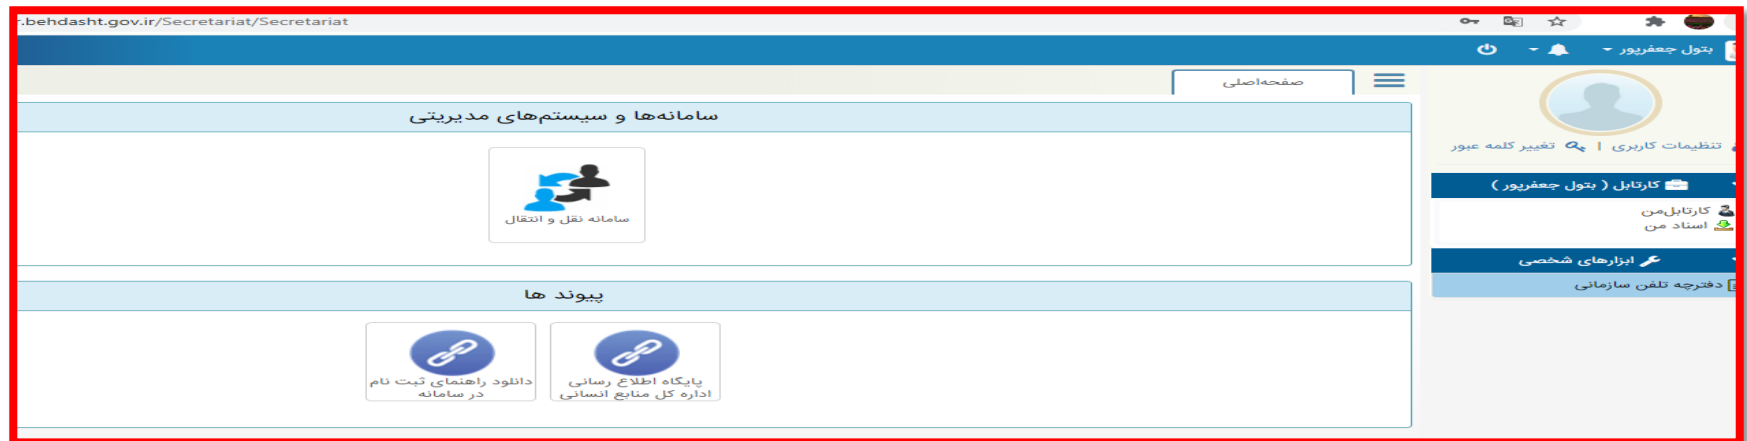 r.behdasht.gov.ir/Secretariat/Secretariat
بتول جعفرپور
صفحه‌اصلی
تنظیمات کاربری | تغییر کلمه عبور
کارتابل ( بتول جعفرپور )
کارتابل‌من
اسناد من
ابزارهای شخصی
دفترچه تلفن سازمانی
سامانه‌ها و سیستم‌های مدیریتی
سامانه نقل و انتقال
پیوند ها
پایگاه اطلاع رسانی
اداره کل منابع انسانی
دانلود راهنمای ثبت نام
در سامانه